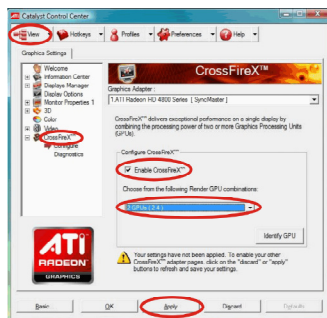 Catalyst Control Center
View
Hotkeys
Profiles
Preferences
Help
Graphics Settings
Welcome
Information Center
Displays Manager
Display Options
Monitor Properties 1
3D
Color
Video
CrossFireX™
Configure
Diagnostics
CrossFireX™
Graphics Adapter :
1. ATI Radeon HD 4800 Series [ SyncMaster ]
CrossFireX™ delivers exceptional performance on a single display by
combining the processing power of two or more Graphics Processing Units
(GPUs).
Configure CrossFireX™
Enable CrossFireX™
Choose from the following Render GPU combinations:
2 GPUs ( 2 4 )
Identify GPU
Your settings have not been applied. To enable your other
CrossFireX™ adapter pages, click on the "discard" or "apply"
buttons to refresh and save your settings.
ATI
RADEON
GRAPHICS
Basic
OK
Apply
Discard
Defaults